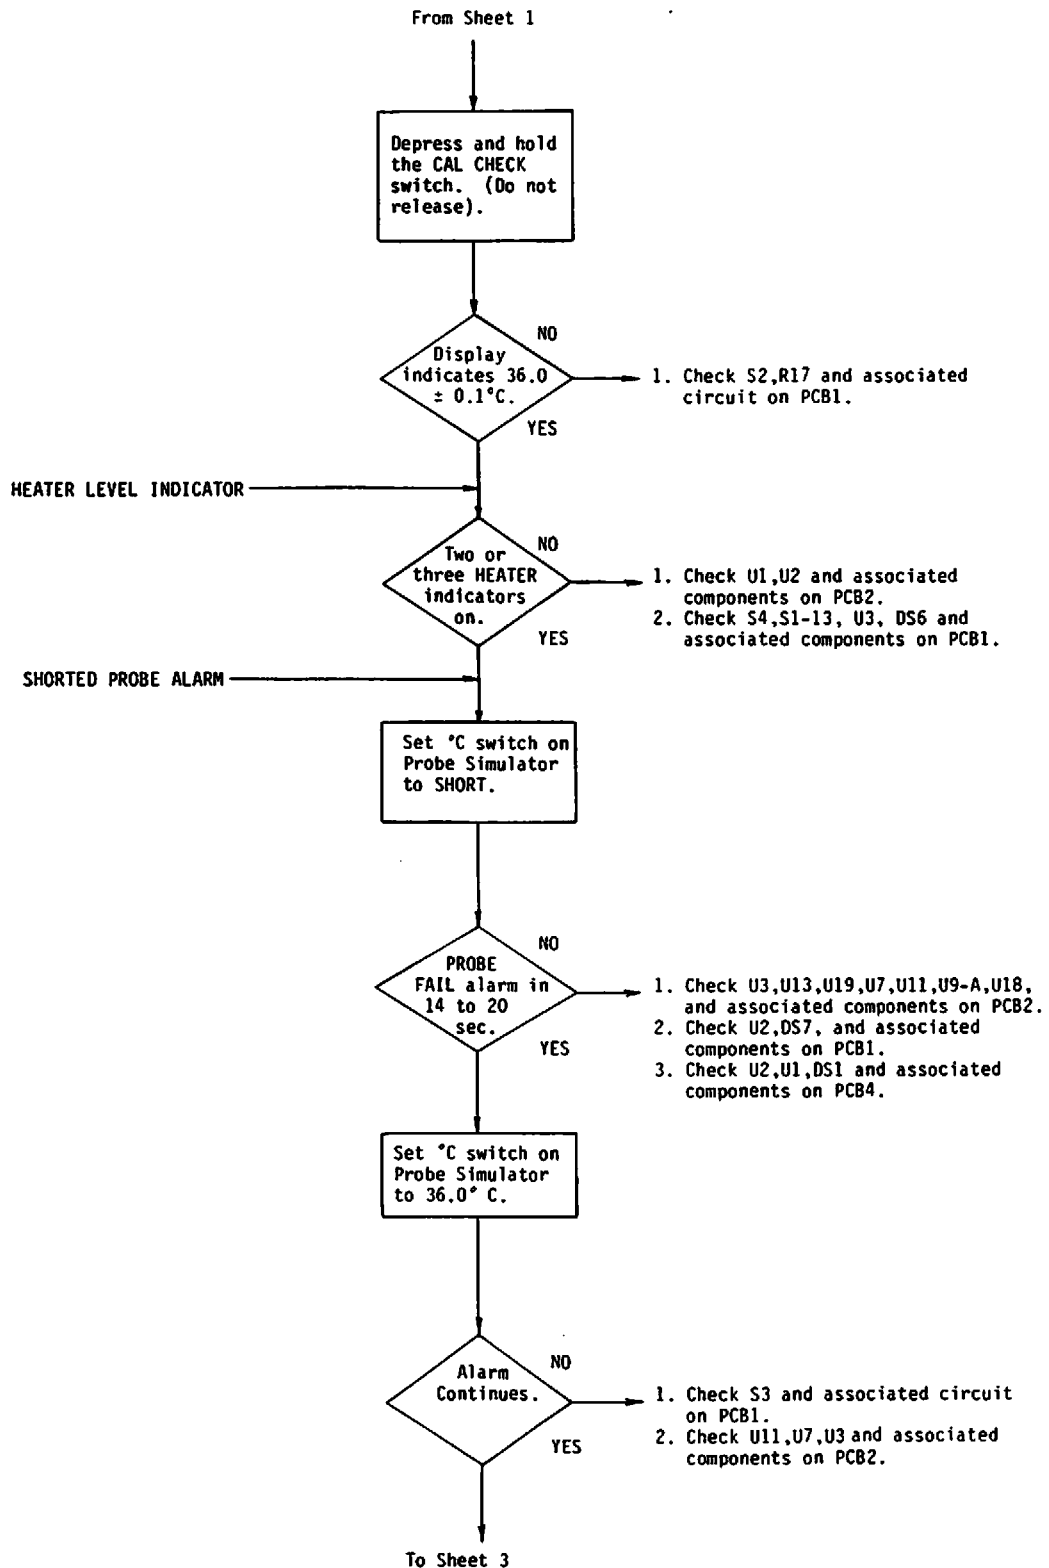 From Sheet 1
Depress and hold
the CAL CHECK
switch. (Do not
release).
NO
Display
indicates 36.0
± 0.1°C.
YES
1. Check S2,R17 and associated
circuit on PCB1.
HEATER LEVEL INDICATOR
NO
Two or
three HEATER
indicators
on.
YES
1. Check U1,U2 and associated
components on PCB2.
2. Check S4,S1-13, U3, DS6 and
associated components on PCB1.
SHORTED PROBE ALARM
Set °C switch on
Probe Simulator
to SHORT.
NO
PROBE
FAIL alarm in
14 to 20
sec.
YES
1. Check U3,U13,U19,U7,U11,U9-A,U18,
and associated components on PCB2.
2. Check U2,DS7, and associated
components on PCB1.
3. Check U2,U1,DS1 and associated
components on PCB4.
Set °C switch on
Probe Simulator
to 36.0° C.
NO
Alarm
Continues.
YES
1. Check S3 and associated circuit
on PCB1.
2. Check U11,U7,U3 and associated
components on PCB2.
To Sheet 3